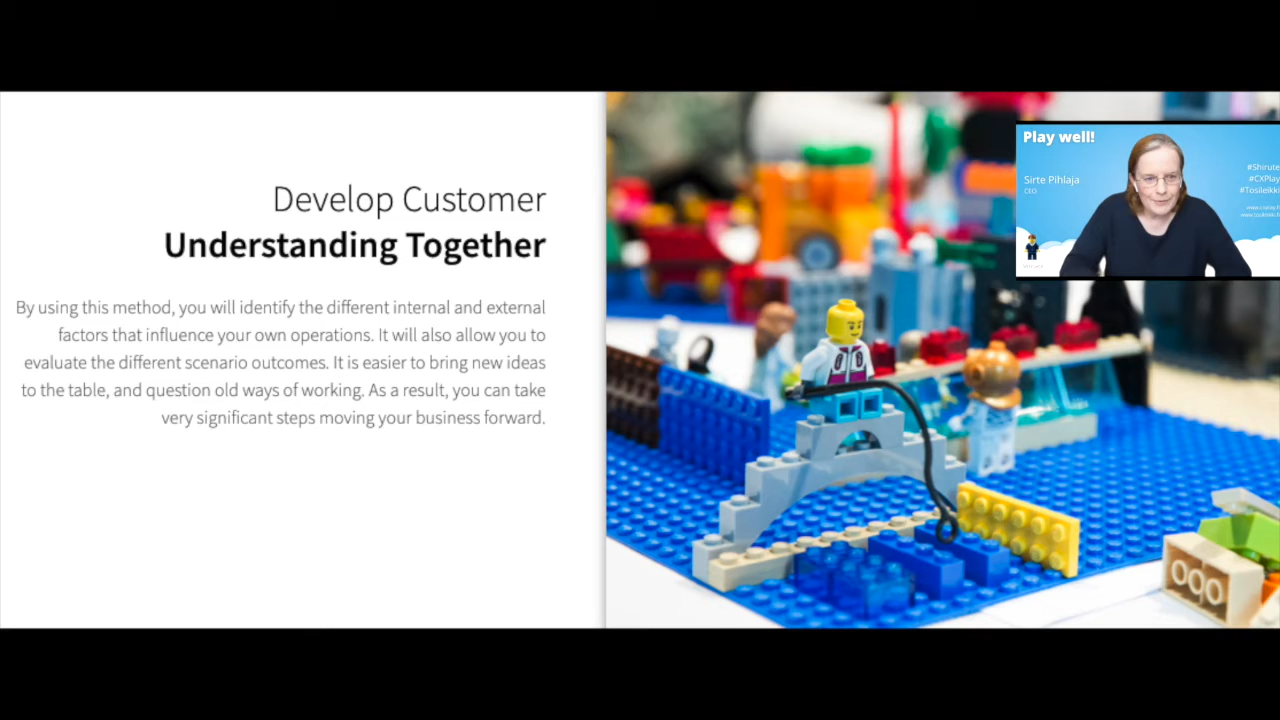 Develop Customer
Understanding Together
By using this method, you will identify the different internal and external
factors that influence your own operations. It will also allow you to
evaluate the different scenario outcomes. It is easier to bring new ideas
to the table, and question old ways of working. As a result, you can take
very significant steps moving your business forward.
Play well!
Sirte Pihlaja
CEO
#Shirute
#CXPlay
#Tosileikki